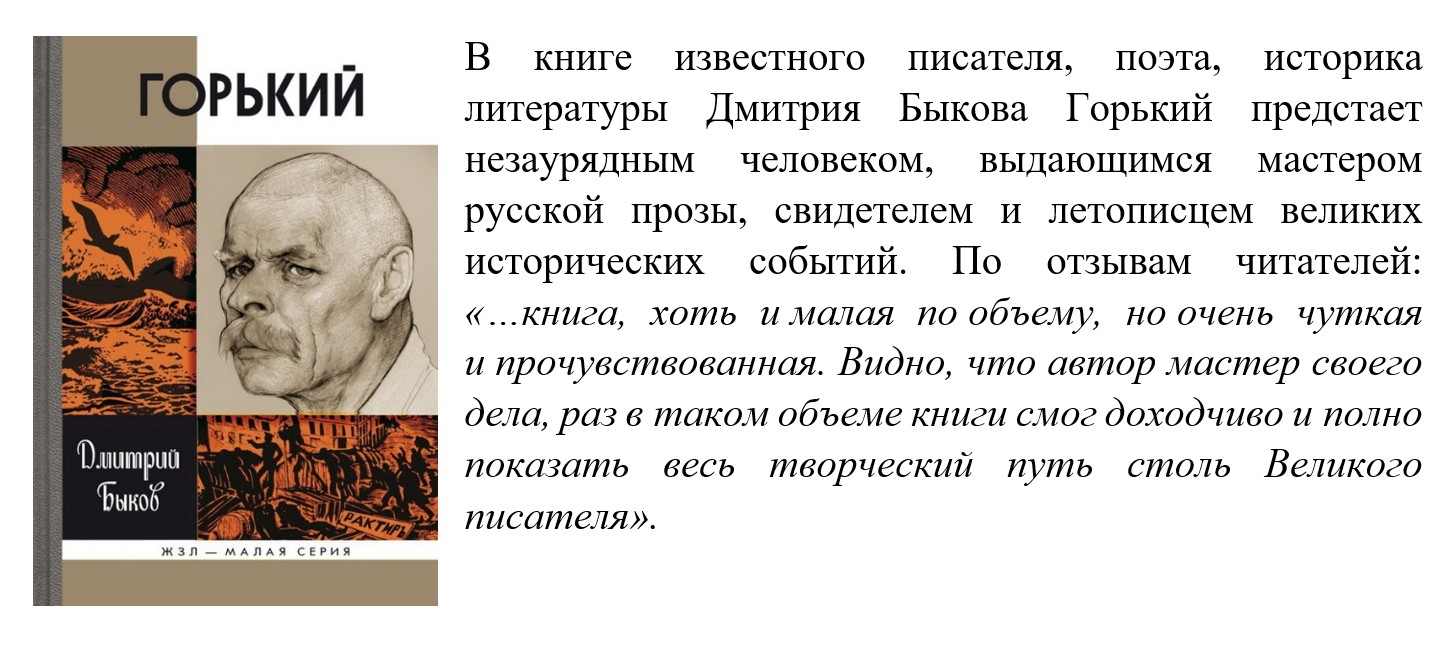 ГОРЬКИЙ
Дмитрий
Быков
РАКТИРЪ
ЖЗЛ — МАЛАЯ СЕРИЯ
В книге известного писателя, поэта, историка
литературы Дмитрия Быкова Горький предстает
незаурядным человеком, выдающимся мастером
русской прозы, свидетелем и летописцем великих
исторических событий. По отзывам читателей:
«…книга, хоть и малая по объему, но очень чуткая
и прочувствованная. Видно, что автор мастер своего
дела, раз в таком объеме книги смог доходчиво и полно
показать весь творческий путь столь Великого
писателя».